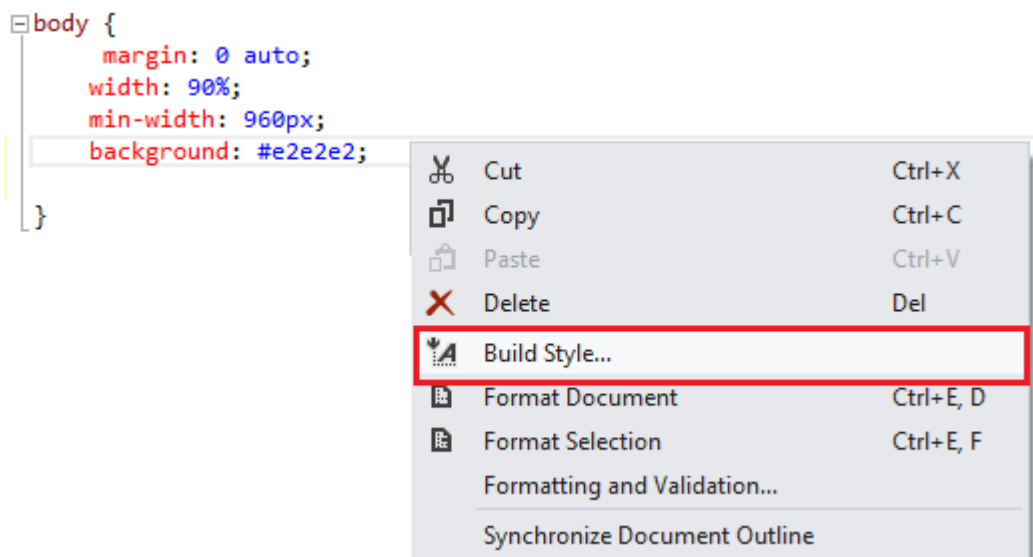 body {
margin: 0 auto;
width: 90%;
min-width: 960px;
background: #e2e2e2;
}
Cut Ctrl+X
Copy Ctrl+C
Paste Ctrl+V
Delete Del
Build Style...
Format Document Ctrl+E, D
Format Selection Ctrl+E, F
Formatting and Validation...
Synchronize Document Outline